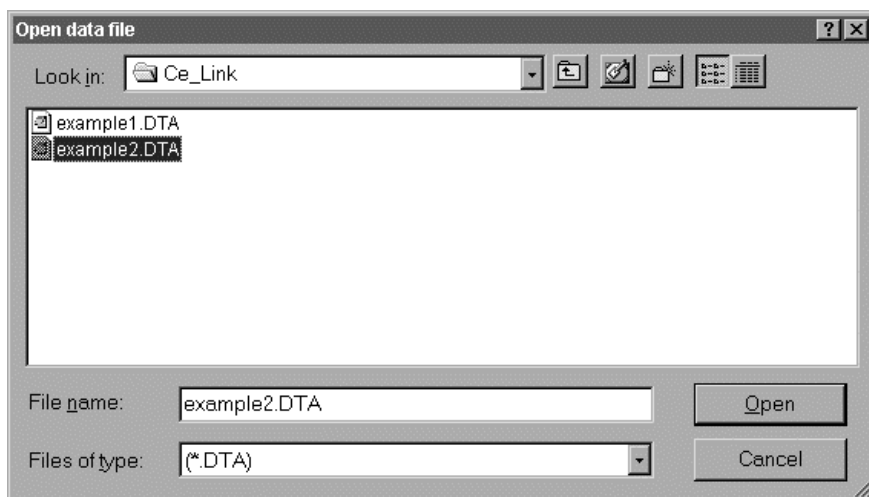 Open data file
Look in: Ce_Link
example1.DTA
example2.DTA
File name: example2.DTA Open
Files of type: (*.DTA) Cancel